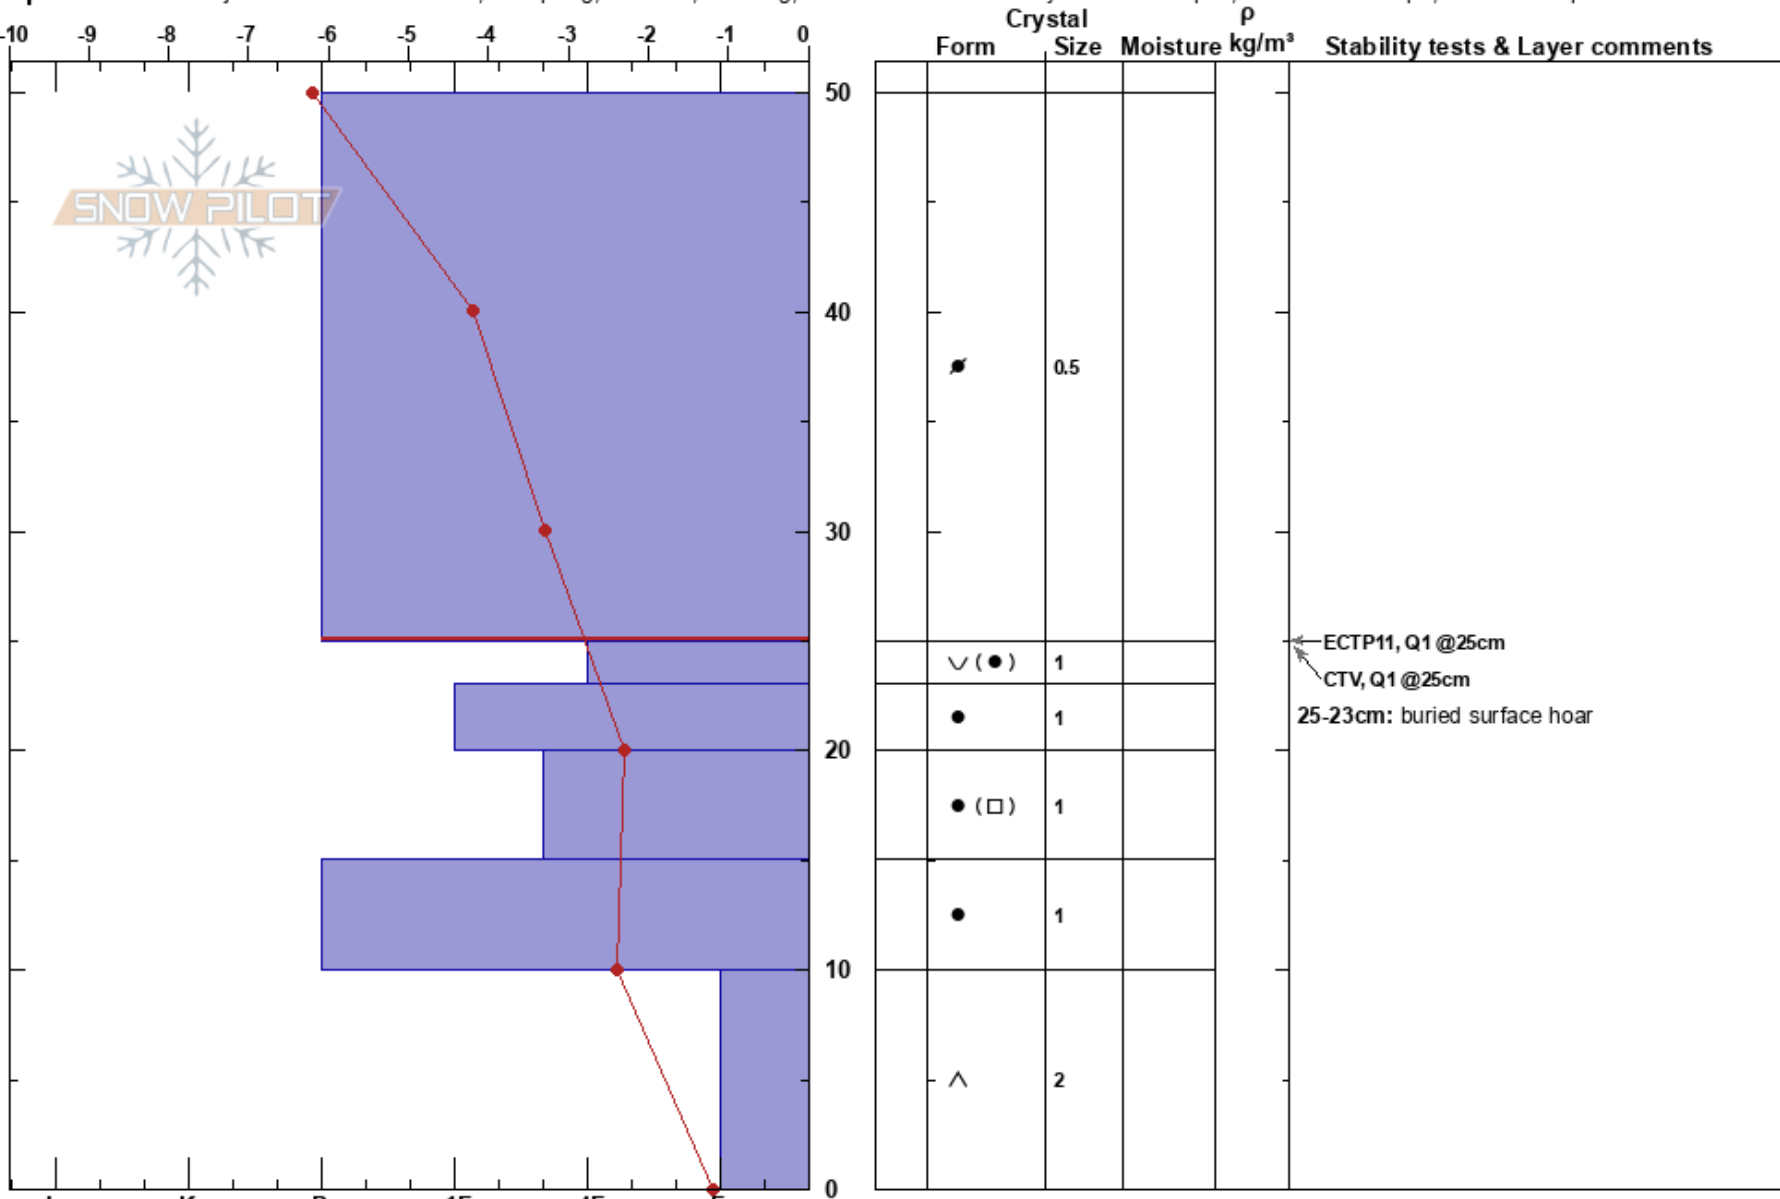 -10 -9 -8 -7 -6 -5 -4 -3 -2 -1 0
Crystal ρ
Form Size Moisture kg/m³ Stability tests & Layer comments
50
SNOW PILOT
40
0.5
30
ECTP11, Q1 @25cm
( ) 1
CTV, Q1 @25cm
1 25-23cm: buried surface hoar
20
( ) 1
1
10
2
0